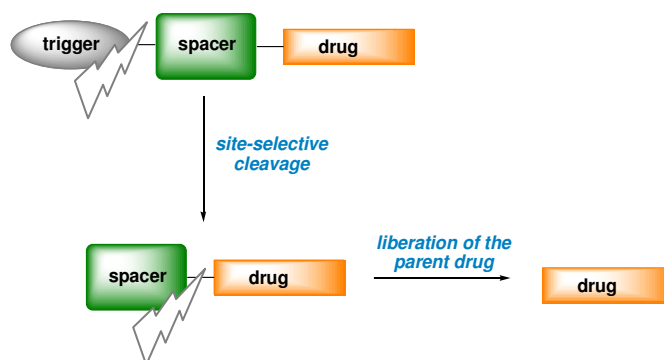 trigger
spacer
drug
site-selective
cleavage
spacer
drug
liberation of the
parent drug
drug